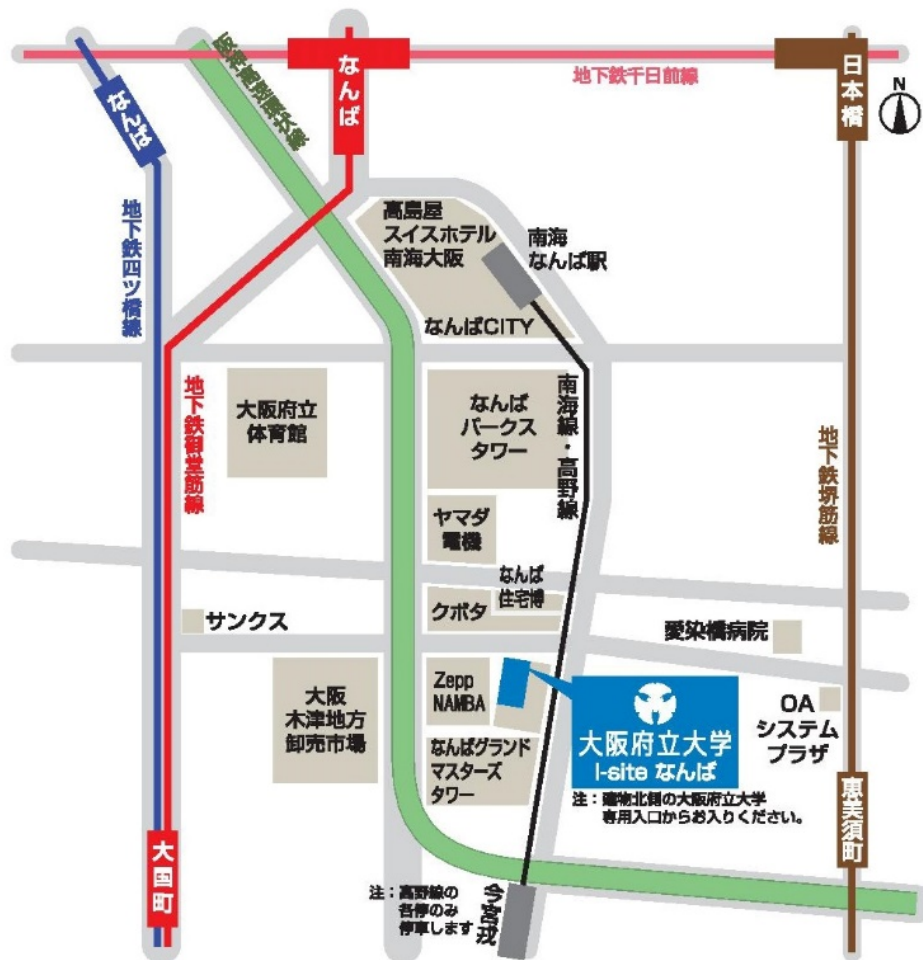 なんば
阪神高速環状線
なんば
地下鉄千日前線
日本橋
N
地下鉄四ツ橋線
高島屋
スイスホテル
南海大阪
南海
なんば駅
なんばCITY
地下鉄御堂筋線
大阪府立
体育館
なんば
パークス
タワー
南海線・高野線
地下鉄堺筋線
ヤマダ
電機
なんば
住宅博
クボタ
サンクス
愛染橋病院
大阪
木津地方
卸売市場
Zepp
NAMBA
大阪府立大学
I-site なんば
OA
システム
プラザ
なんばグランド
マスターズ
タワー
注：建物北側の大阪府立大学
専用入口からお入りください。
恵美須町
大国町
注：高野線の
各停のみ
停車します
今宮戎